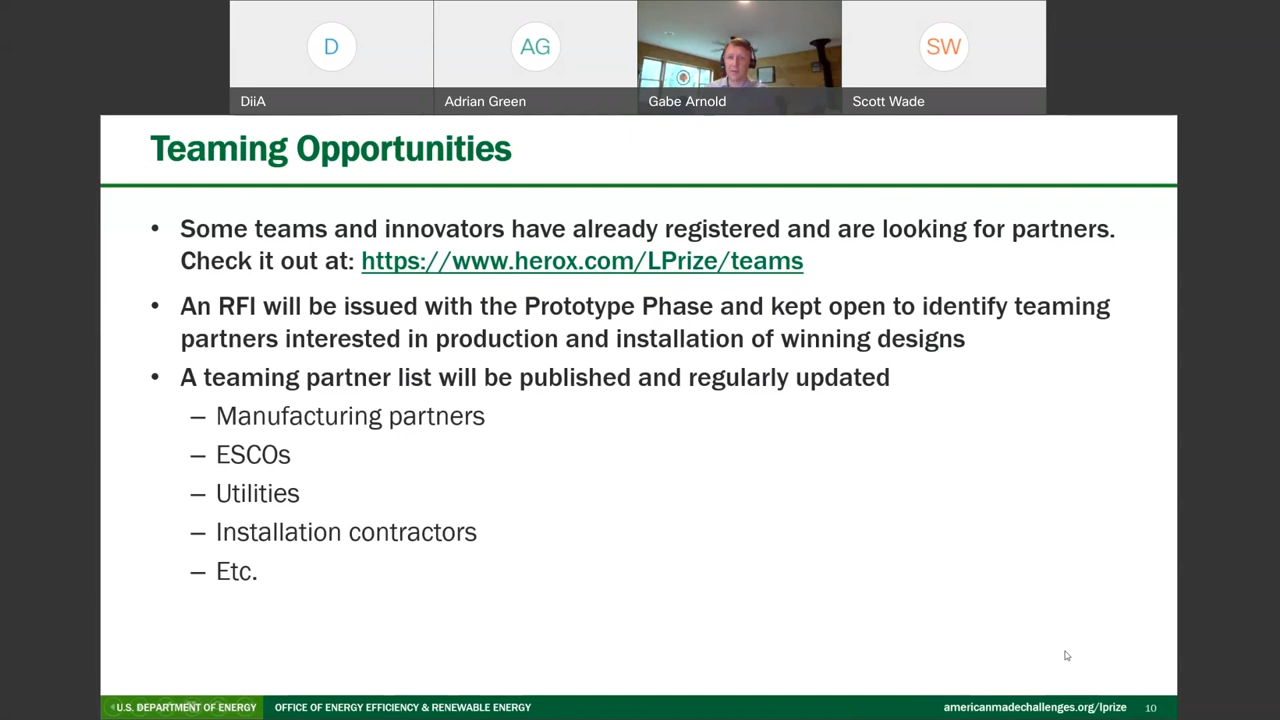 D
AG
SW
DiiA
Adrian Green
Gabe Arnold
Scott Wade
Teaming Opportunities
• Some teams and innovators have already registered and are looking for partners.
Check it out at: https://www.herox.com/LPrize/teams
• An RFI will be issued with the Prototype Phase and kept open to identify teaming
partners interested in production and installation of winning designs
• A teaming partner list will be published and regularly updated
– Manufacturing partners
– ESCOs
– Utilities
– Installation contractors
– Etc.
U.S. DEPARTMENT OF ENERGY OFFICE OF ENERGY EFFICIENCY & RENEWABLE ENERGY americanmadechallenges.org/lprize 10